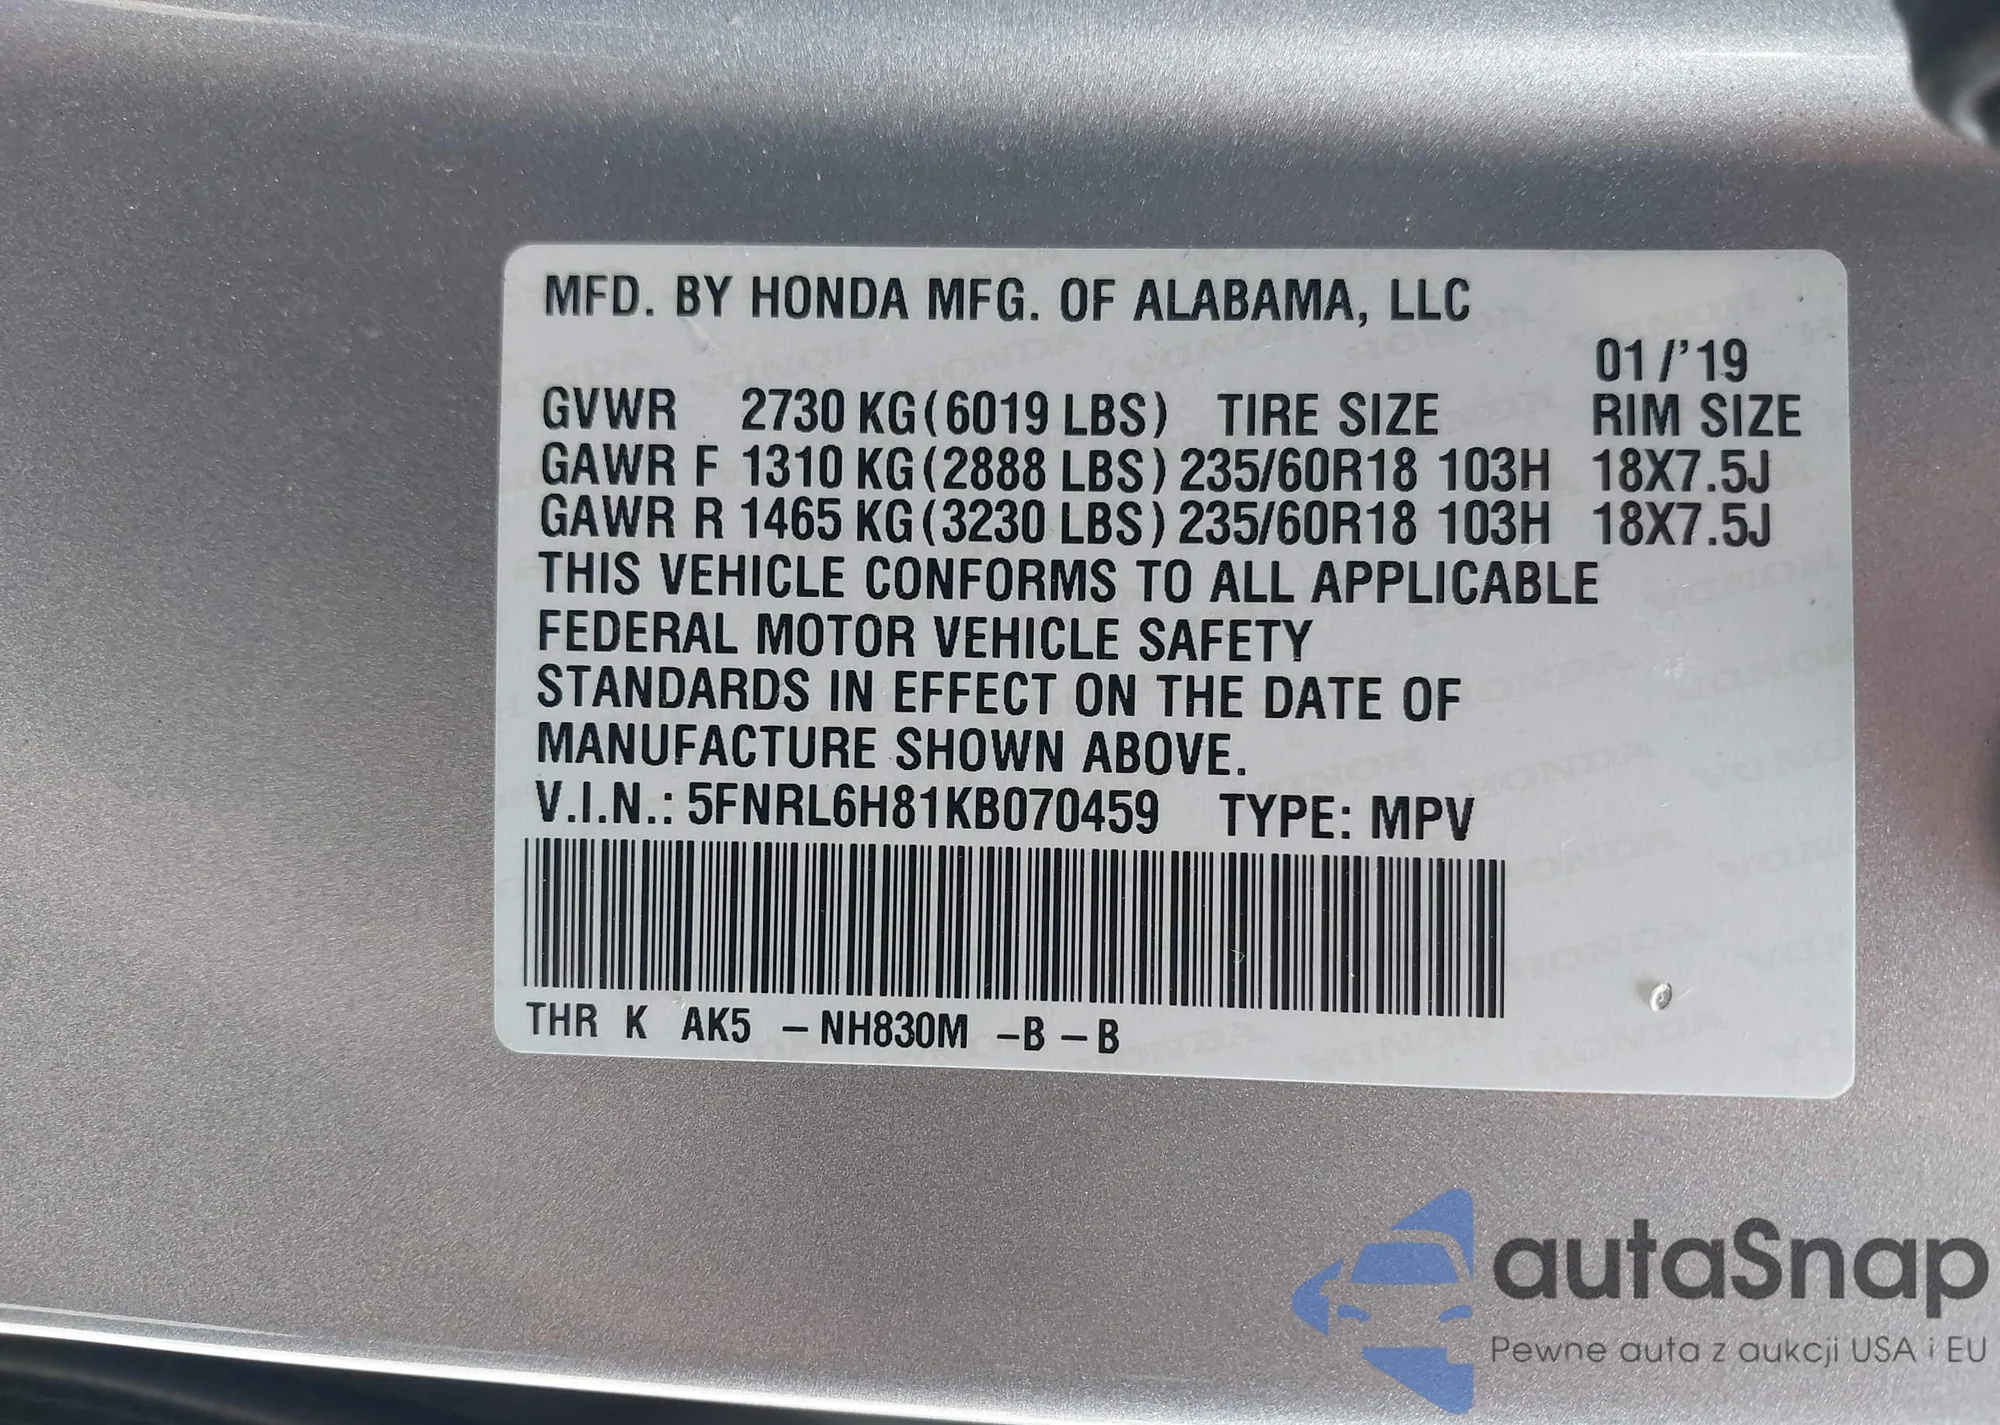 MFD. BY HONDA MFG. OF ALABAMA, LLC
01/'19
GVWR 2730 KG(6019 LBS) TIRE SIZE RIM SIZE
GAWR F 1310 KG(2888 LBS) 235/60R18 103H 18X7.5J
GAWR R 1465 KG(3230 LBS) 235/60R18 103H 18X7.5J
THIS VEHICLE CONFORMS TO ALL APPLICABLE
FEDERAL MOTOR VEHICLE SAFETY
STANDARDS IN EFFECT ON THE DATE OF
MANUFACTURE SHOWN ABOVE.
V.I.N.: 5FNRL6H81KB070459 TYPE: MPV
THR K AK5 – NH830M –B – B
autaSnap
Pewne auta z aukcji USA i EU